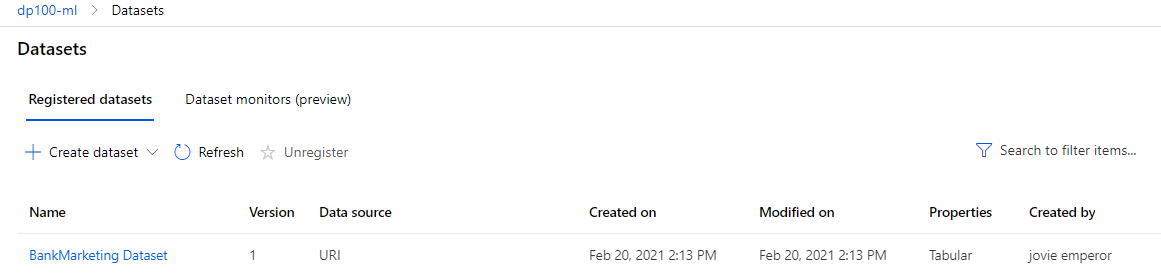 dp100-ml > Datasets
Datasets
Registered datasets Dataset monitors (preview)
Create dataset Refresh Unregister Search to filter items...
Name Version Data source Created on Modified on Properties Created by
BankMarketing Dataset 1 URI Feb 20, 2021 2:13 PM Feb 20, 2021 2:13 PM Tabular jovie emperor